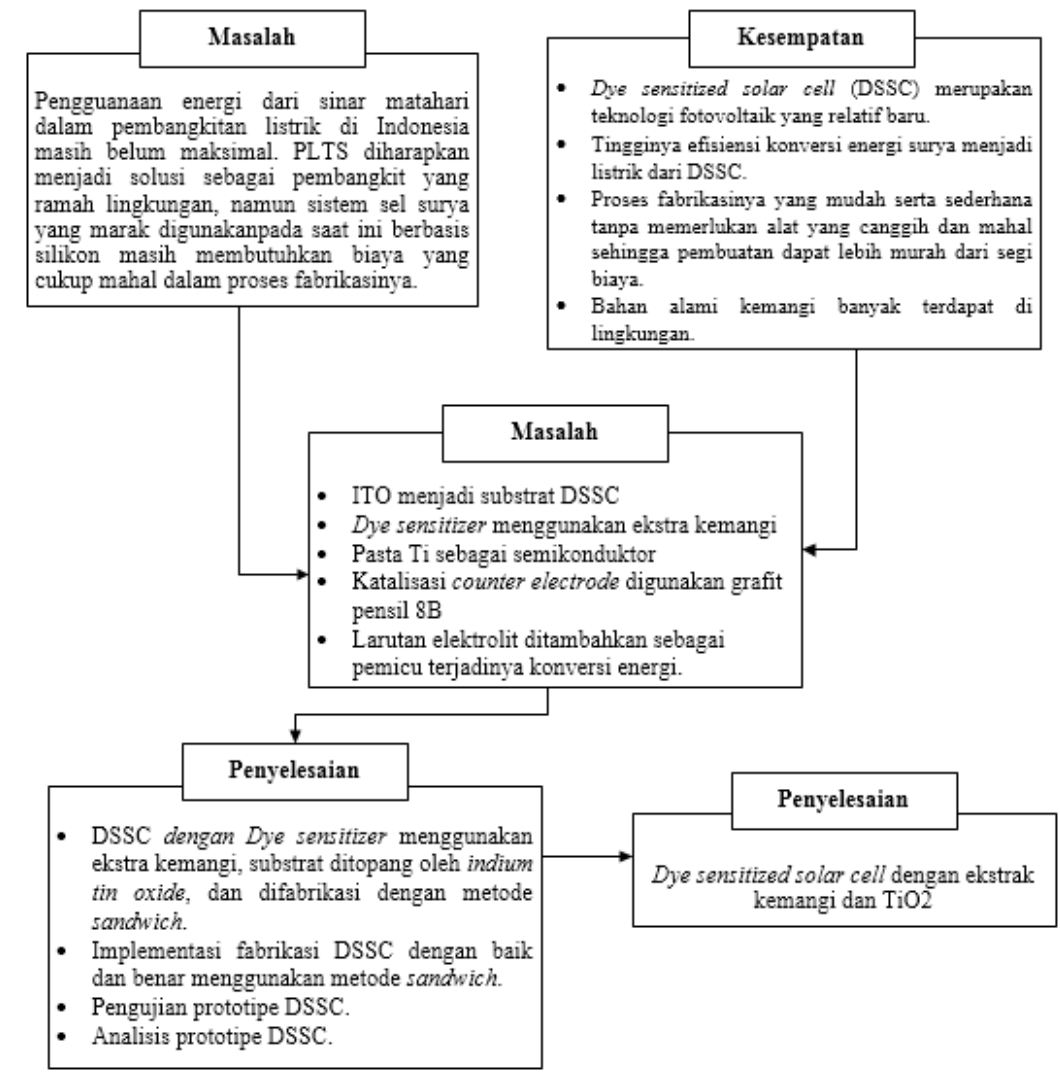 Masalah
Pengguanaan energi dari sinar matahari
dalam pembangkitan listrik di Indonesia
masih belum maksimal. PLTS diharapkan
menjadi solusi sebagai pembangkit yang
ramah lingkungan, namun sistem sel surya
yang marak digunakanpada saat ini berbasis
silikon masih membutuhkan biaya yang
cukup mahal dalam proses fabrikasinya.
Kesempatan
• Dye sensitized solar cell (DSSC) merupakan
teknologi fotovoltaik yang relatif baru.
• Tingginya efisiensi konversi energi surya menjadi
listrik dari DSSC.
• Proses fabrikasinya yang mudah serta sederhana
tanpa memerlukan alat yang canggih dan mahal
sehingga pembuatan dapat lebih murah dari segi
biaya.
• Bahan alami kemangi banyak terdapat di
lingkungan.
Masalah
• ITO menjadi substrat DSSC
• Dye sensitizer menggunakan ekstra kemangi
• Pasta Ti sebagai semikonduktor
• Katalisasi counter electrode digunakan grafit
pensil 8B
• Larutan elektrolit ditambahkan sebagai
pemicu terjadinya konversi energi.
Penyelesaian
• DSSC dengan Dye sensitizer menggunakan
ekstra kemangi, substrat ditopang oleh indium
tin oxide, dan difabrikasi dengan metode
sandwich.
• Implementasi fabrikasi DSSC dengan baik
dan benar menggunakan metode sandwich.
• Pengujian prototipe DSSC.
• Analisis prototipe DSSC.
Penyelesaian
Dye sensitized solar cell dengan ekstrak
kemangi dan TiO2